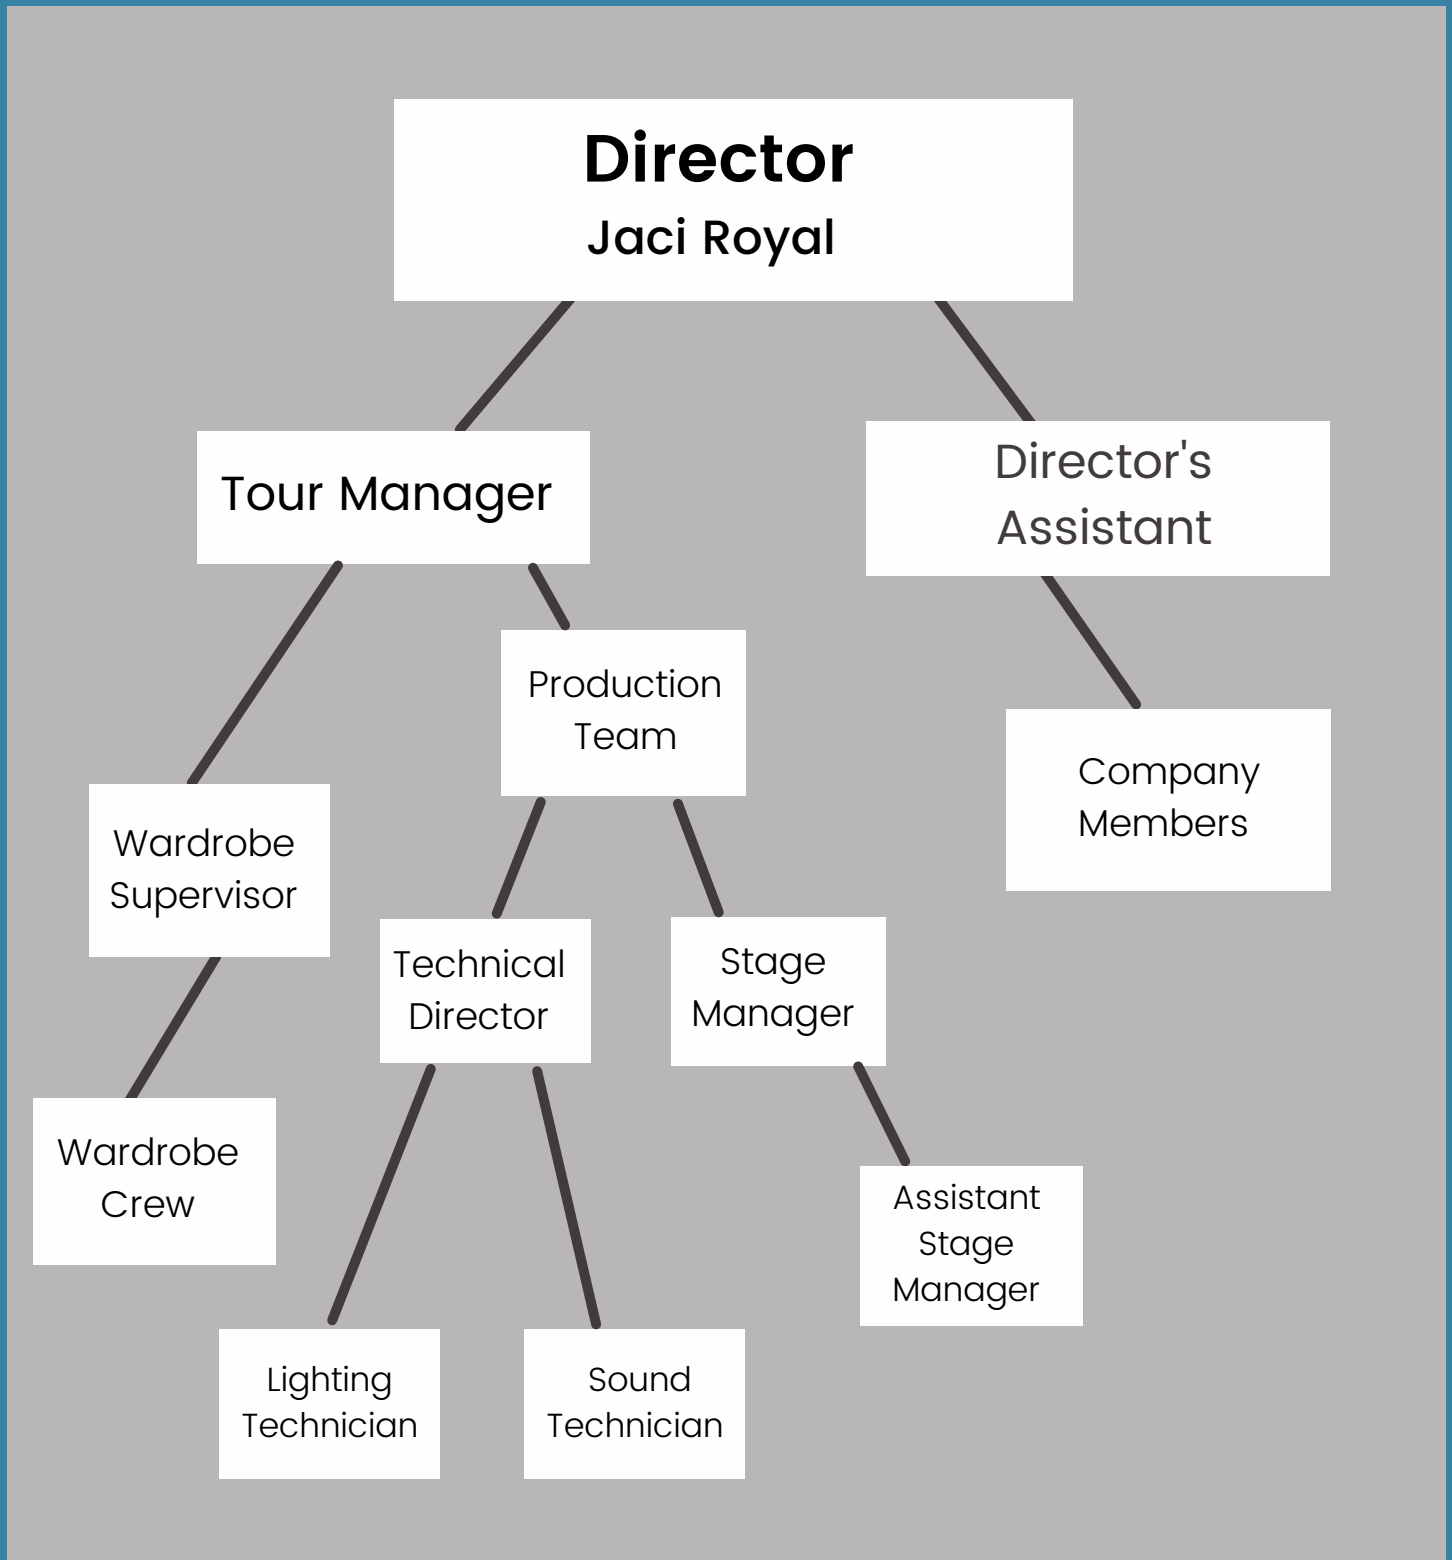 Director
Jaci Royal
Tour Manager
Director's
Assistant
Production
Team
Company
Members
Wardrobe
Supervisor
Technical
Director
Stage
Manager
Wardrobe
Crew
Assistant
Stage
Manager
Lighting
Technician
Sound
Technician